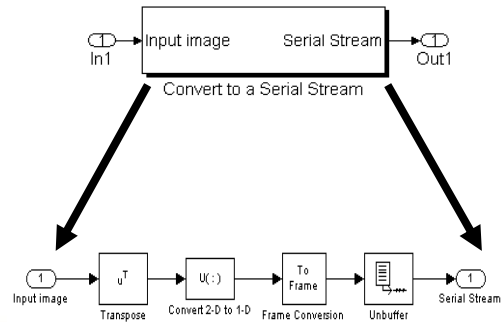 1 Input image Serial Stream 1
In1 Out1
Convert to a Serial Stream
1 uT U(:) To Frame 1
Input image Transpose Convert 2-D to 1-D Frame Conversion Unbuffer Serial Stream